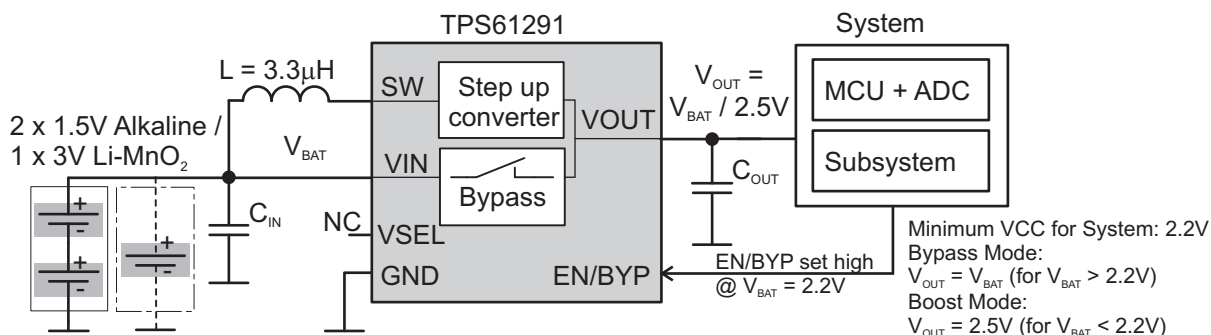 TPS61291
System
L = 3.3μH
SW
Step up
converter
VOUT
V_OUT =
V_BAT / 2.5V
MCU + ADC
Subsystem
2 x 1.5V Alkaline /
1 x 3V Li-MnO₂
V_BAT
VIN
Bypass
C_IN
C_OUT
NC
VSEL
GND
EN/BYP
EN/BYP set high
@ V_BAT = 2.2V
Minimum VCC for System: 2.2V
Bypass Mode:
V_OUT = V_BAT (for V_BAT > 2.2V)
Boost Mode:
V_OUT = 2.5V (for V_BAT < 2.2V)
+
-
+
-
+
-